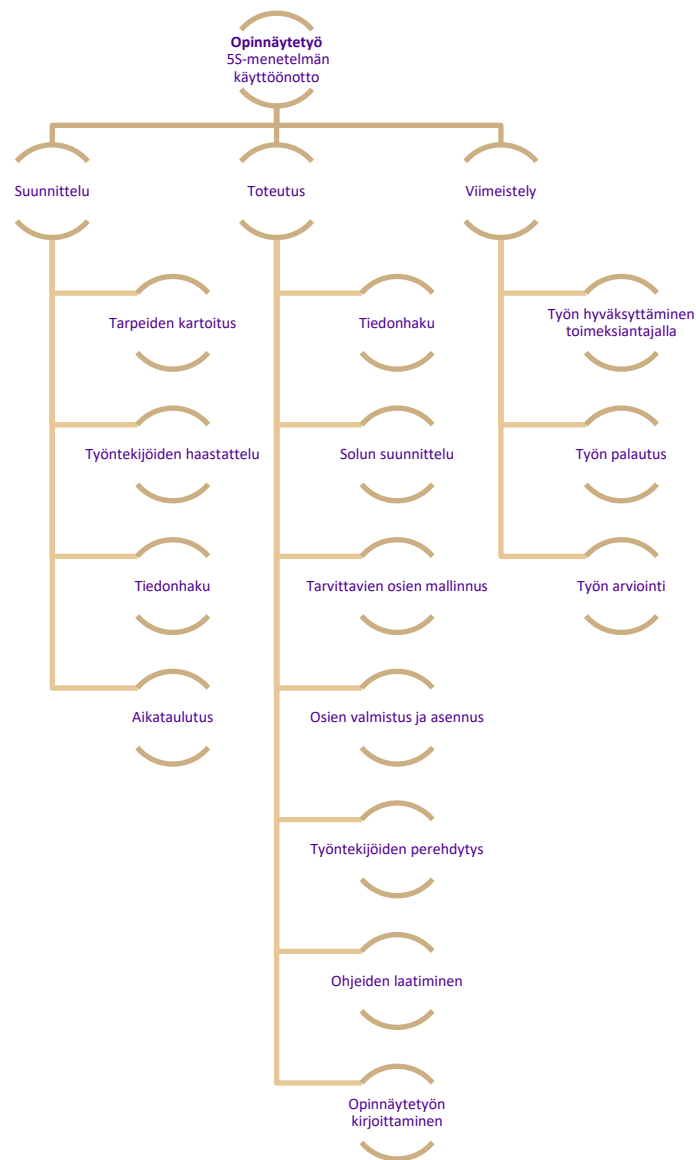 Opinnäytetyö
5S-menetelmän
käyttöönotto
Suunnittelu
Toteutus
Viimeistely
Tarpeiden kartoitus
Työntekijöiden haastattelu
Tiedonhaku
Aikataulutus
Tiedonhaku
Solun suunnittelu
Tarvittavien osien mallinnus
Osien valmistus ja asennus
Työntekijöiden perehdytys
Ohjeiden laatiminen
Opinnäytetyön
kirjoittaminen
Työn hyväksyttäminen
toimeksiantajalla
Työn palautus
Työn arviointi